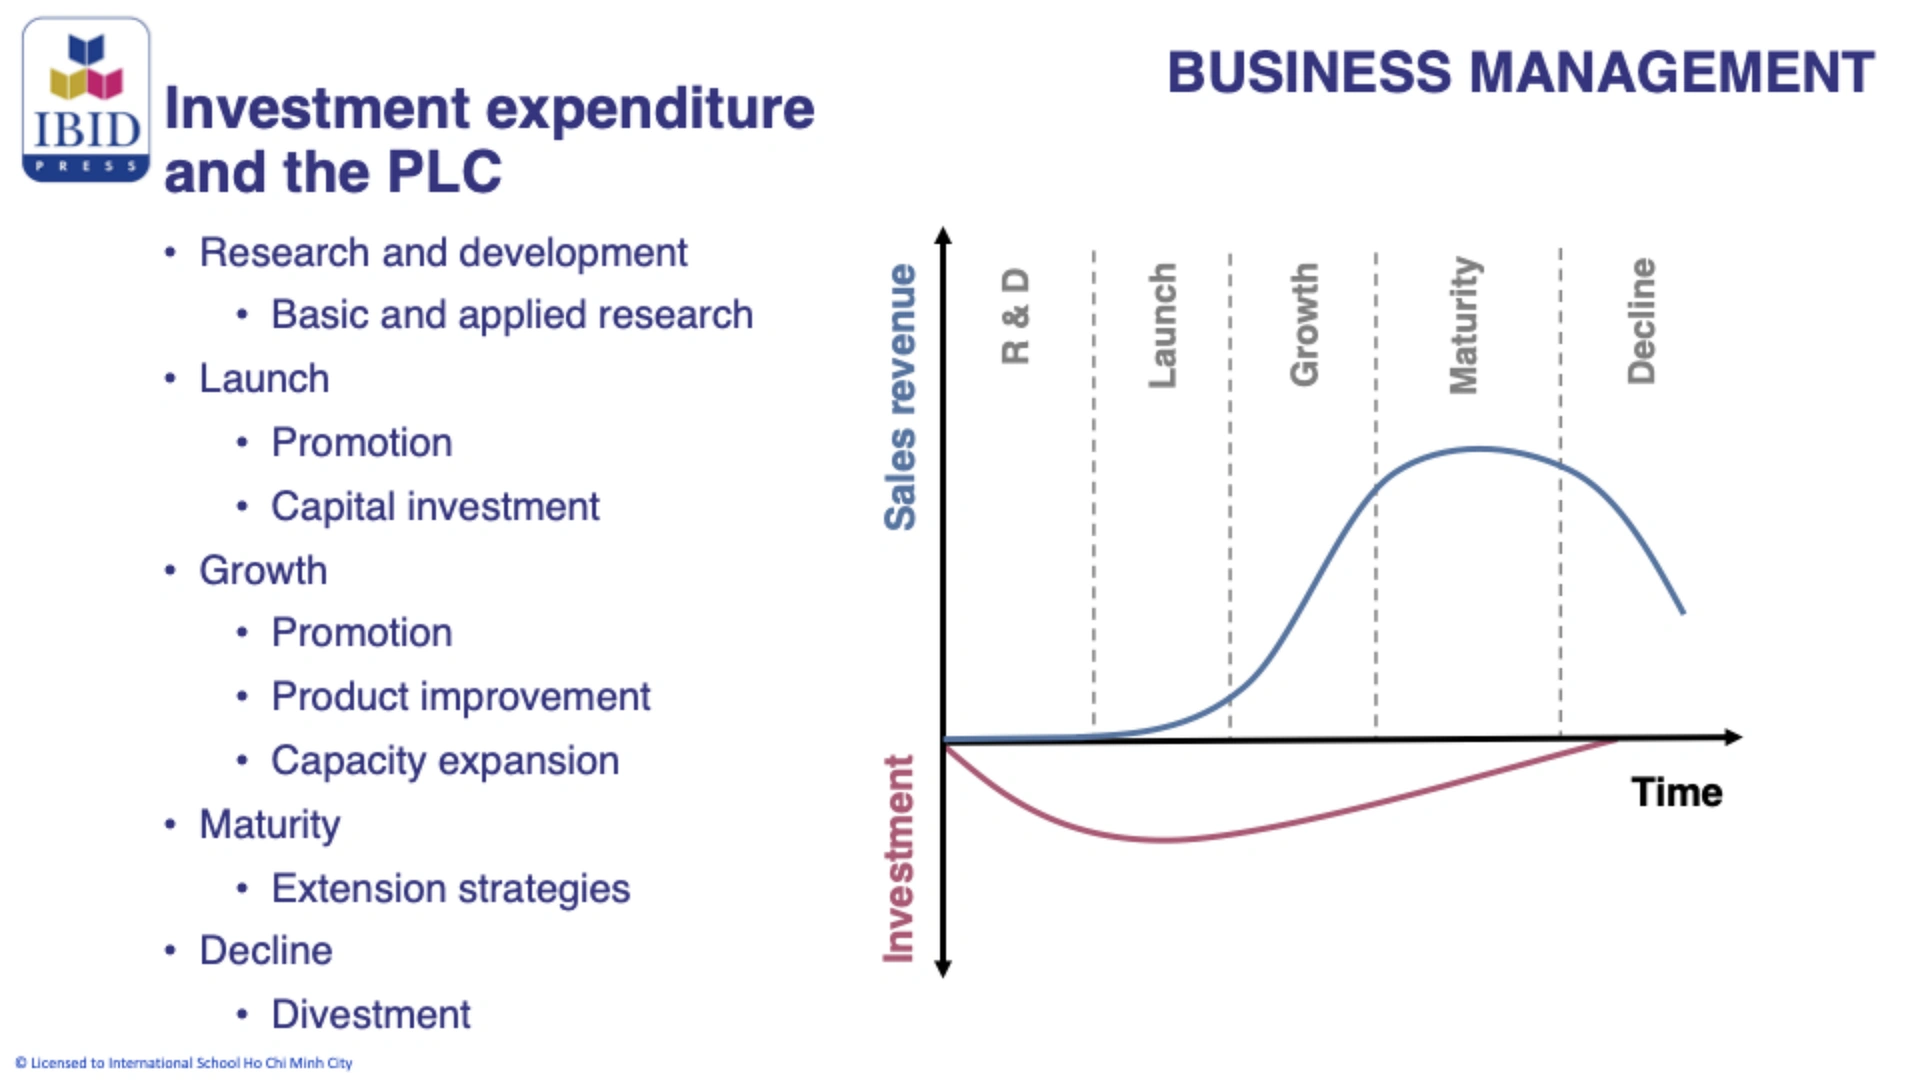 IBID
PRESS
BUSINESS MANAGEMENT
Investment expenditure
and the PLC
• Research and development
• Basic and applied research
• Launch
• Promotion
• Capital investment
• Growth
• Promotion
• Product improvement
• Capacity expansion
• Maturity
• Extension strategies
• Decline
• Divestment
Sales revenue
R & D
Launch
Growth
Maturity
Decline
Investment
Time
© Licensed to International School Ho Chi Minh City